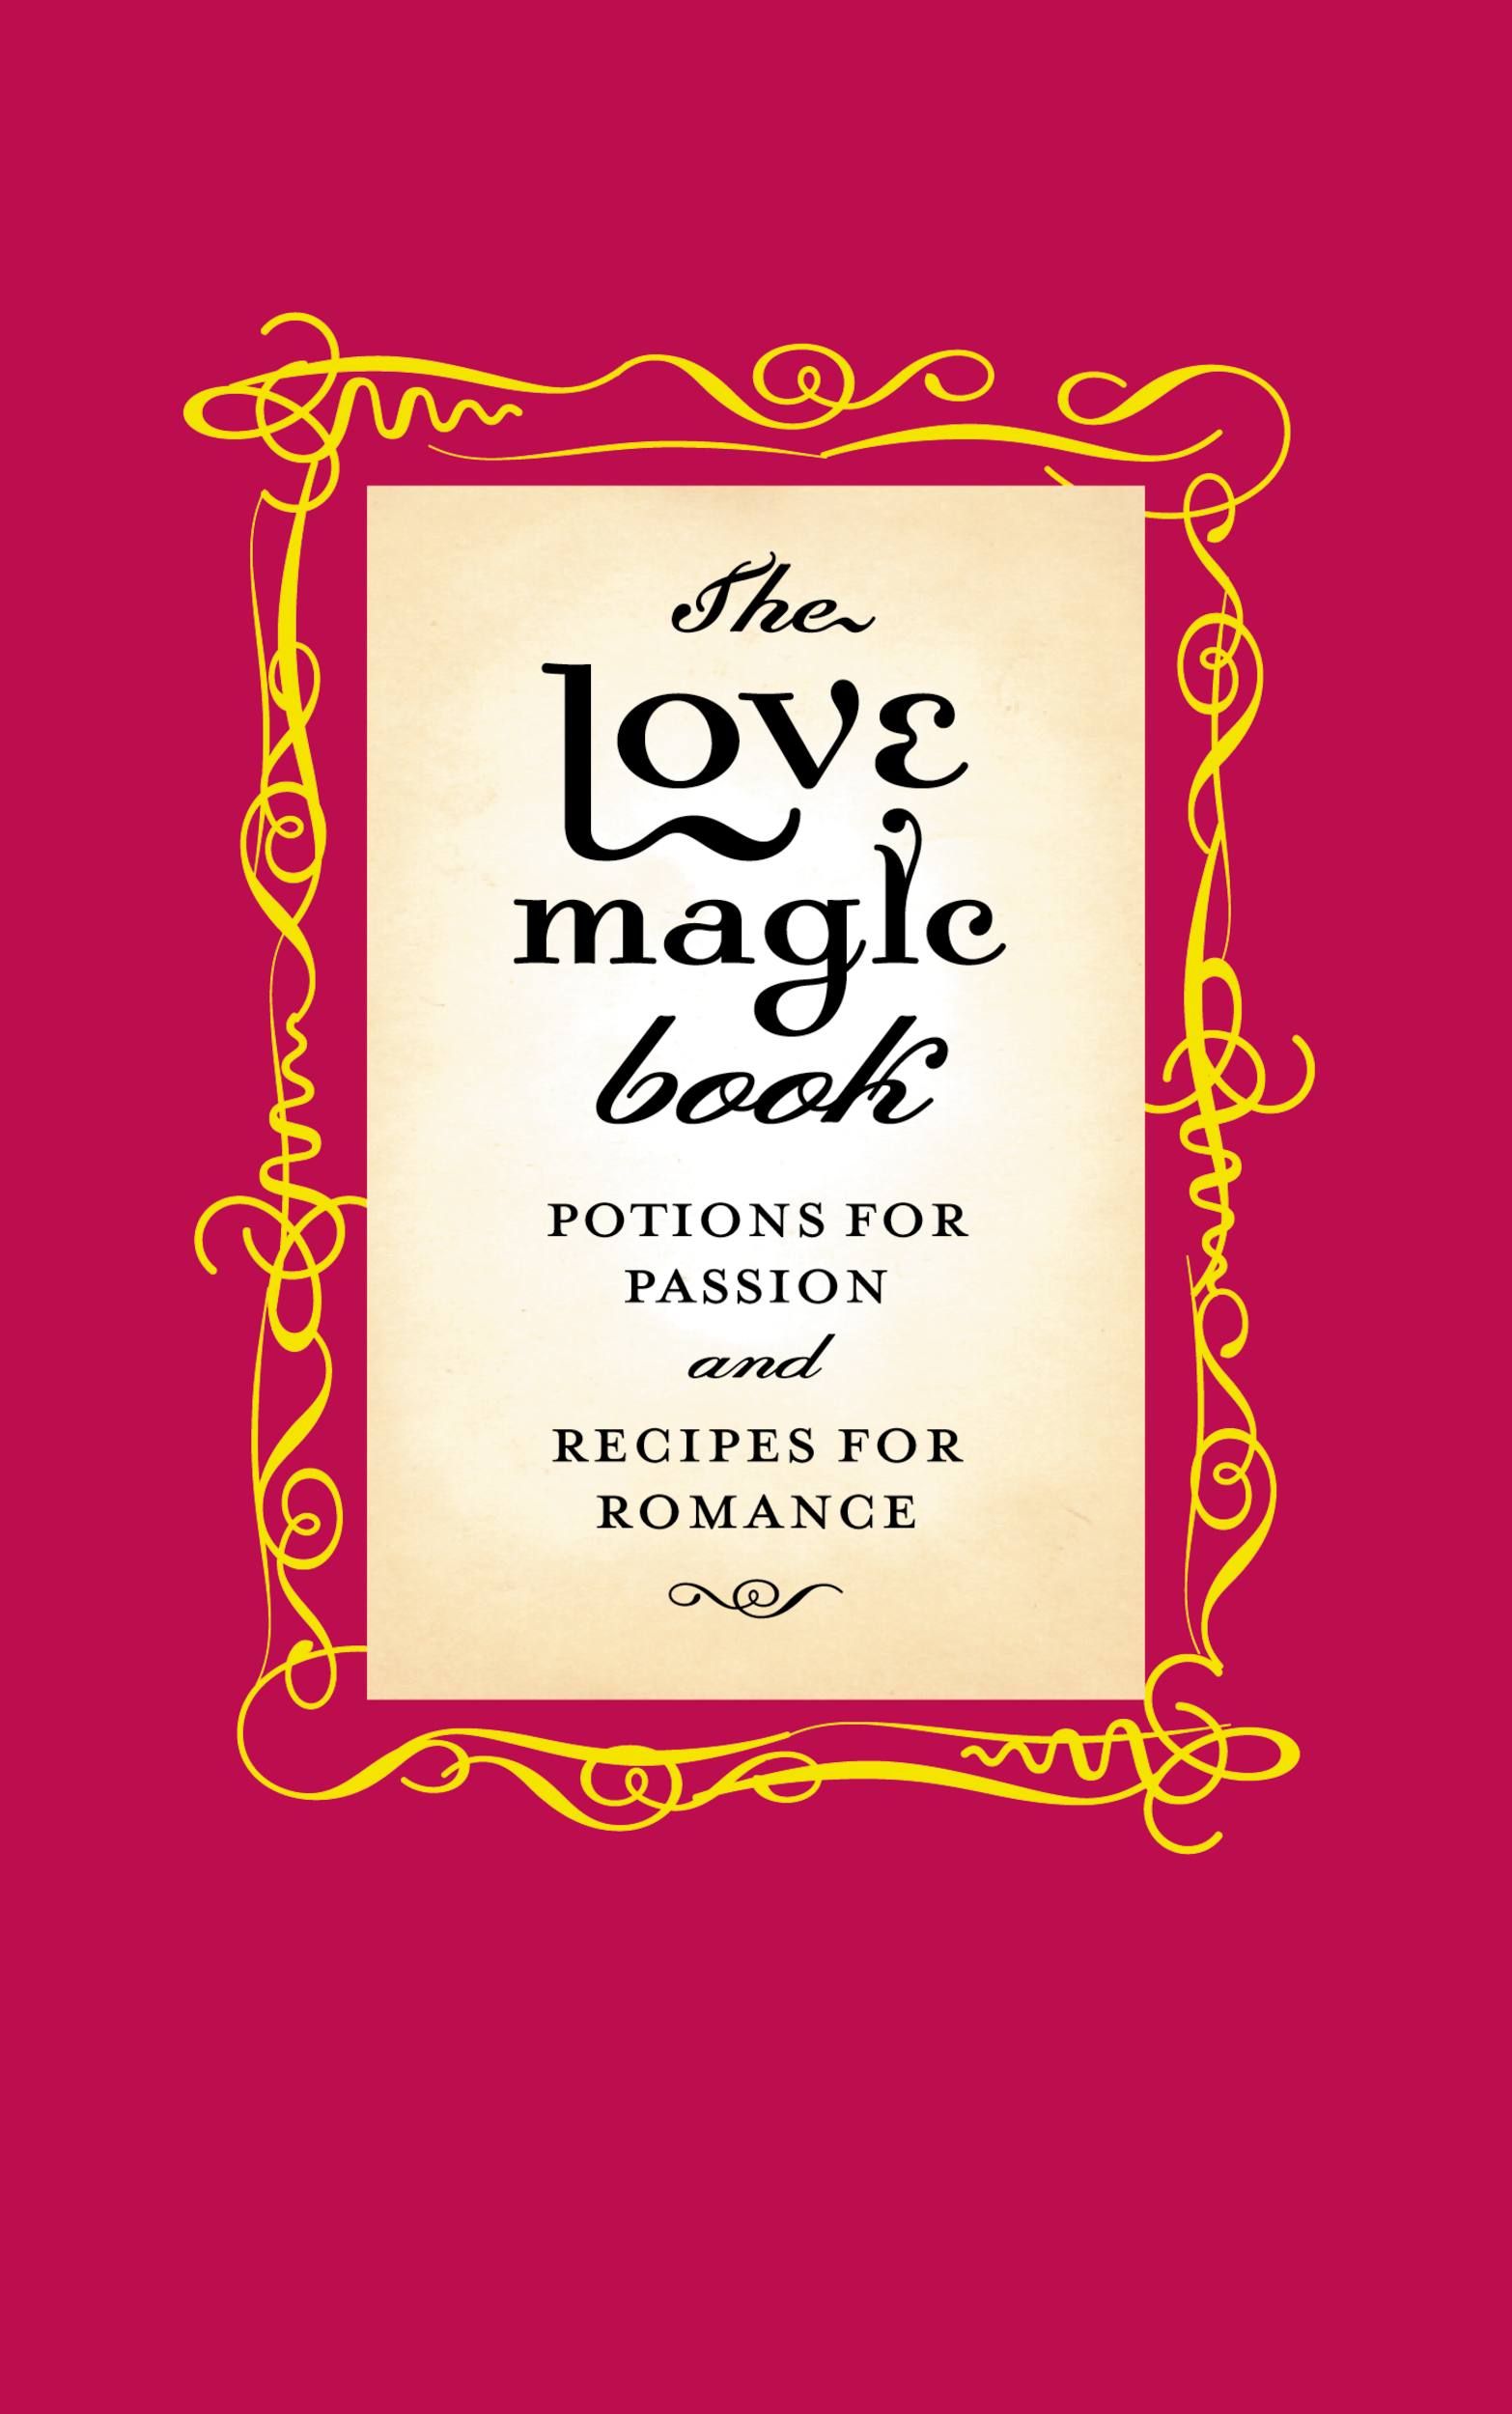 The
Love
magic
book
POTIONS FOR
PASSION
and
RECIPES FOR
ROMANCE